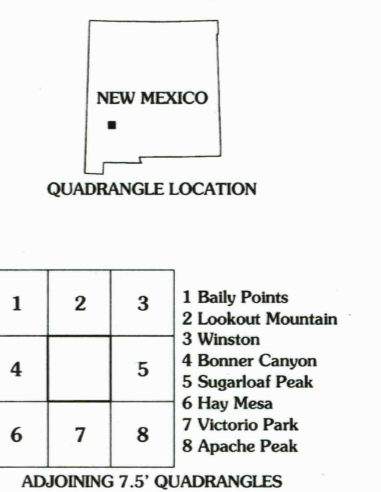 NEW MEXICO
QUADRANGLE LOCATION
1 2 3
4 5
6 7 8
1 Baily Points
2 Lookout Mountain
3 Winston
4 Bonner Canyon
5 Sugarloaf Peak
6 Hay Mesa
7 Victorio Park
8 Apache Peak
ADJOINING 7.5' QUADRANGLES